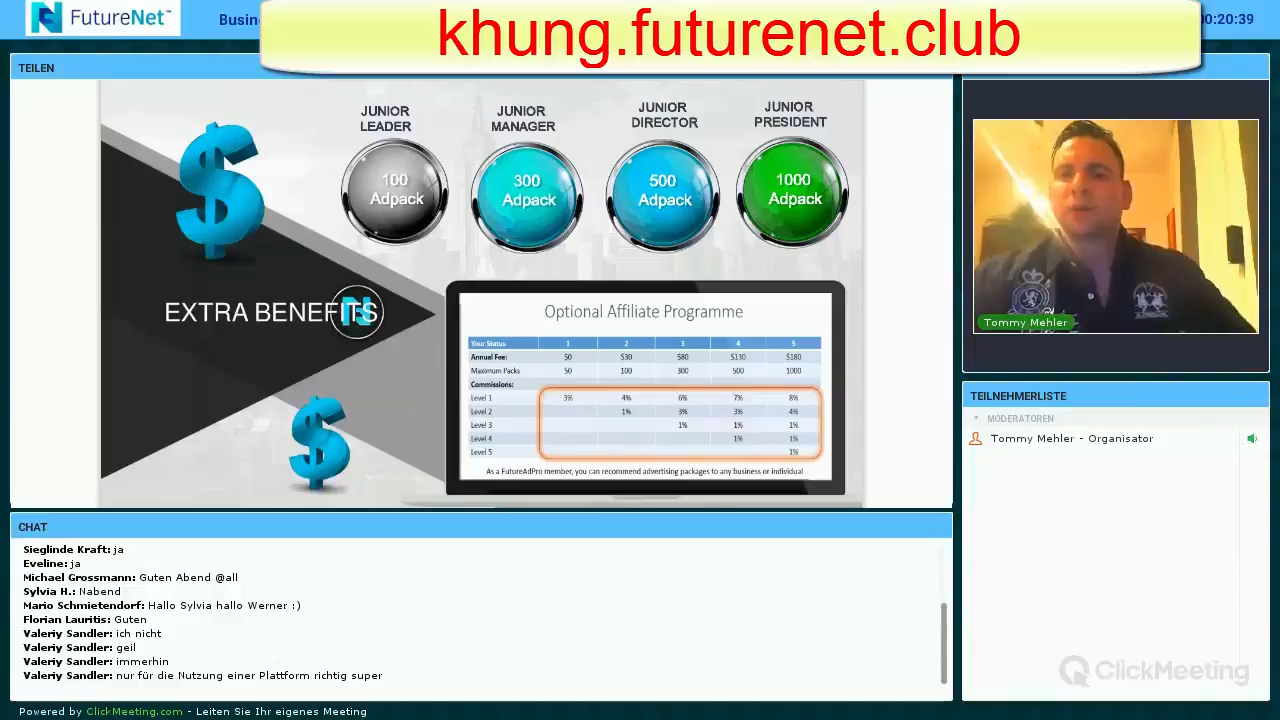 FutureNet
Busine
khung.futurenet.club
00:20:39
TEILEN
JUNIOR
LEADER
JUNIOR
MANAGER
JUNIOR
DIRECTOR
JUNIOR
PRESIDENT
100
Adpack
300
Adpack
500
Adpack
1000
Adpack
EXTRA BENEFITS
Optional Affiliate Programme
Your Status 1 2 3 4 5
Annual Fee: $0 $30 $80 $130 $180
Maximum Packs 50 100 300 500 1000
Commissions:
Level 1 3% 4% 6% 7% 8%
Level 2 1% 3% 3% 4%
Level 3 1% 1% 1%
Level 4 1% 1%
Level 5 1%
As a FutureAdPro member, you can recommend advertising packages to any business or individual
Tommy Mehler
TEILNEHMERLISTE
MODERATOREN
Tommy Mehler - Organisator
CHAT
Sieglinde Kraft: ja
Eveline: ja
Michael Grossmann: Guten Abend @all
Sylvia H.: Nabend
Mario Schmietendorf: Hallo Sylvia hallo Werner :)
Florian Lauritis: Guten
Valeriy Sandler: ich nicht
Valeriy Sandler: geil
Valeriy Sandler: immerhin
Valeriy Sandler: nur für die Nutzung einer Plattform richtig super
ClickMeeting
Powered by ClickMeeting.com - Leiten Sie Ihr eigenes Meeting